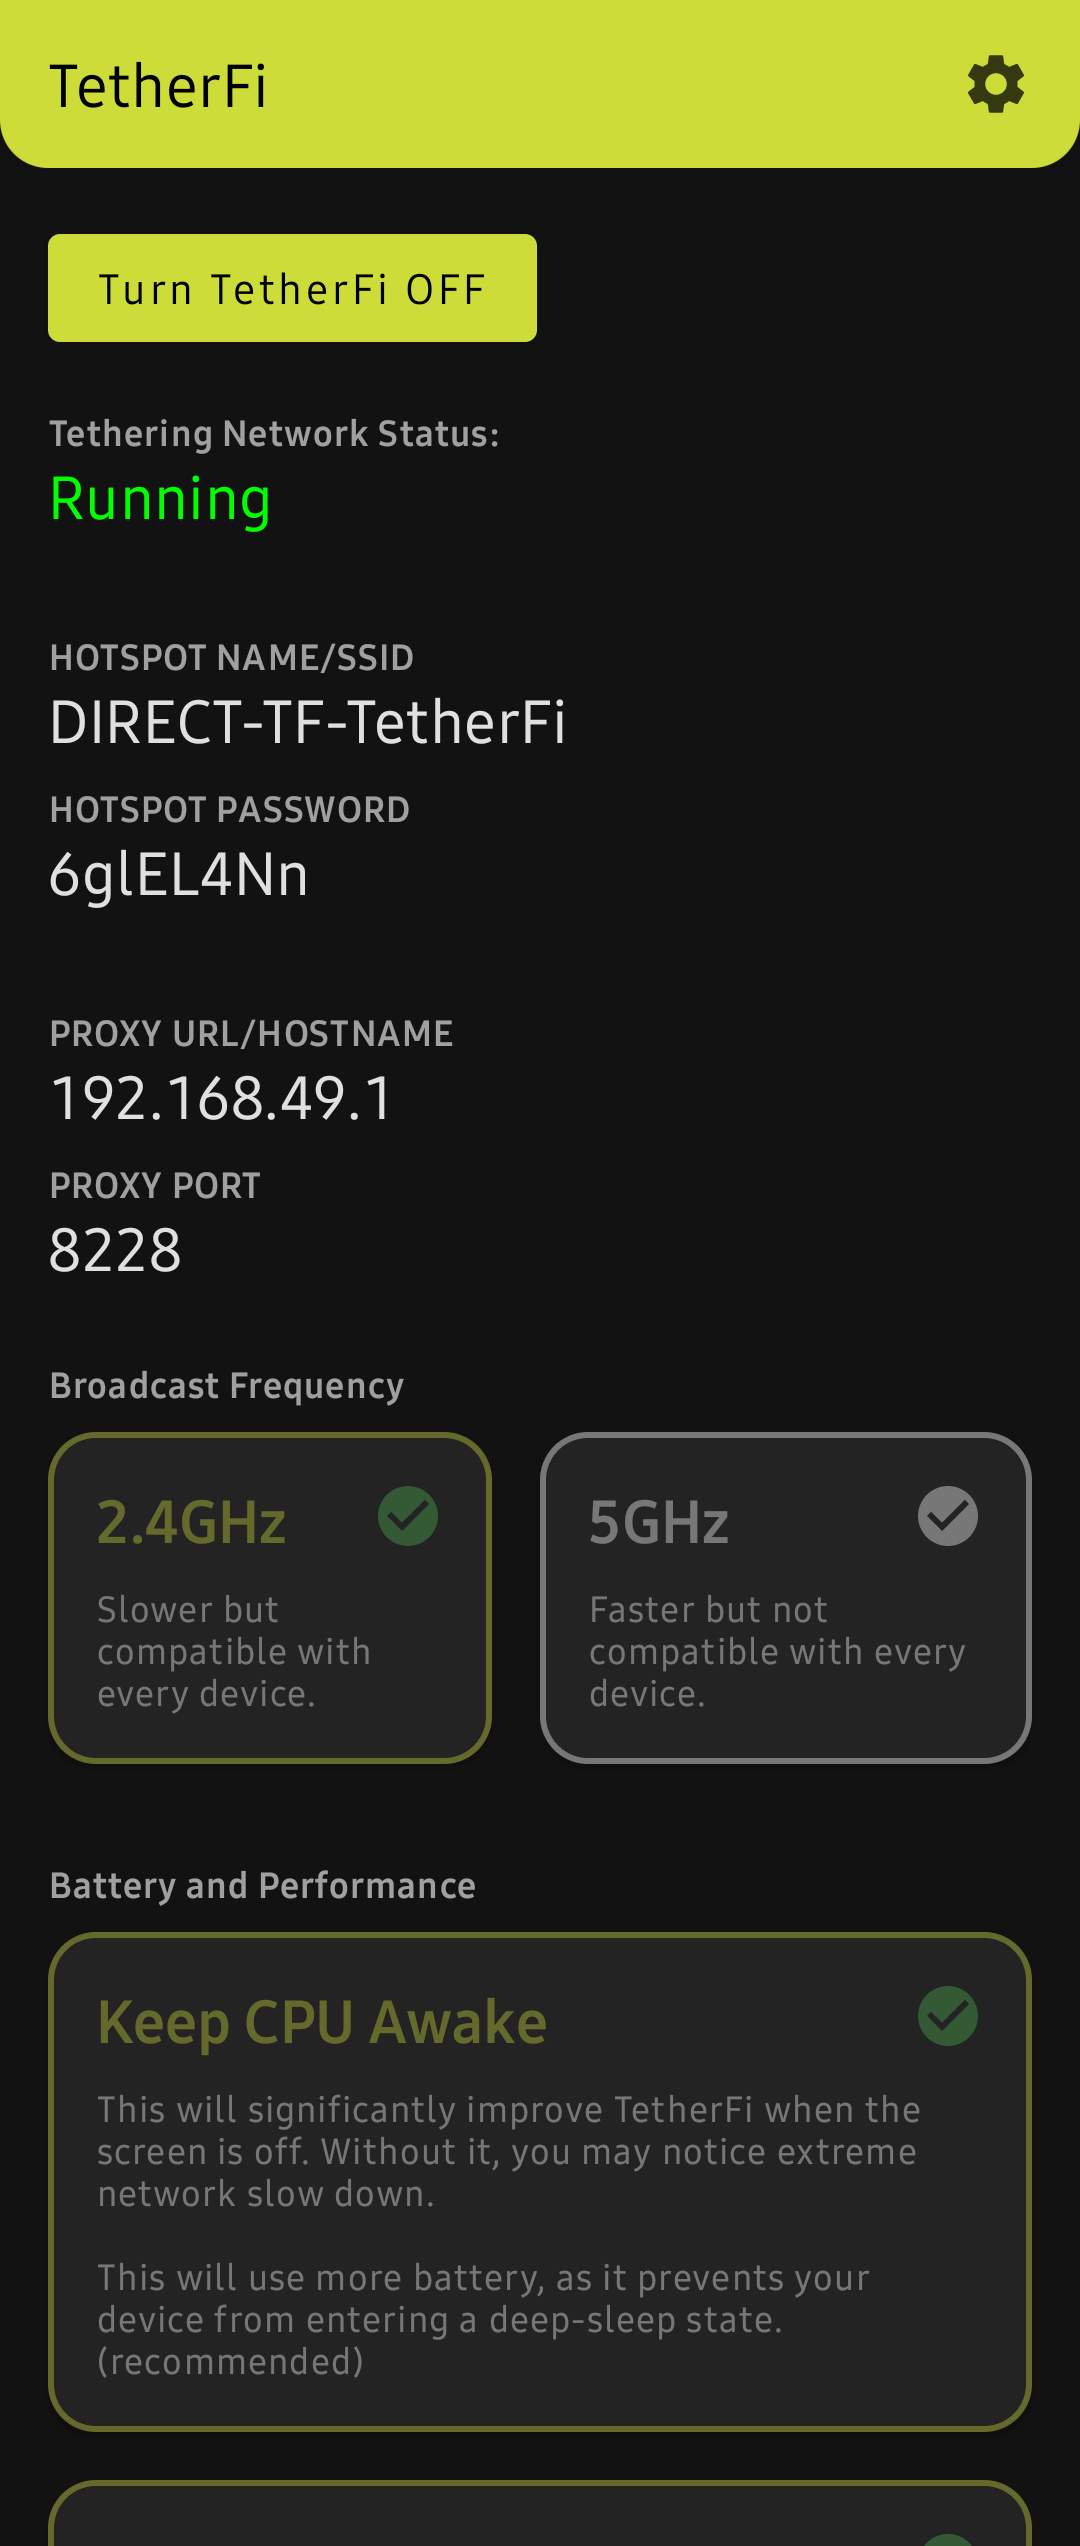 TetherFi
Turn TetherFi OFF
Tethering Network Status:
Running
HOTSPOT NAME/SSID
DIRECT-TF-TetherFi
HOTSPOT PASSWORD
6glEL4Nn
PROXY URL/HOSTNAME
192.168.49.1
PROXY PORT
8228
Broadcast Frequency
2.4GHz
Slower but
compatible with
every device.
5GHz
Faster but not
compatible with every
device.
Battery and Performance
Keep CPU Awake
This will significantly improve TetherFi when the
screen is off. Without it, you may notice extreme
network slow down.
This will use more battery, as it prevents your
device from entering a deep-sleep state.
(recommended)